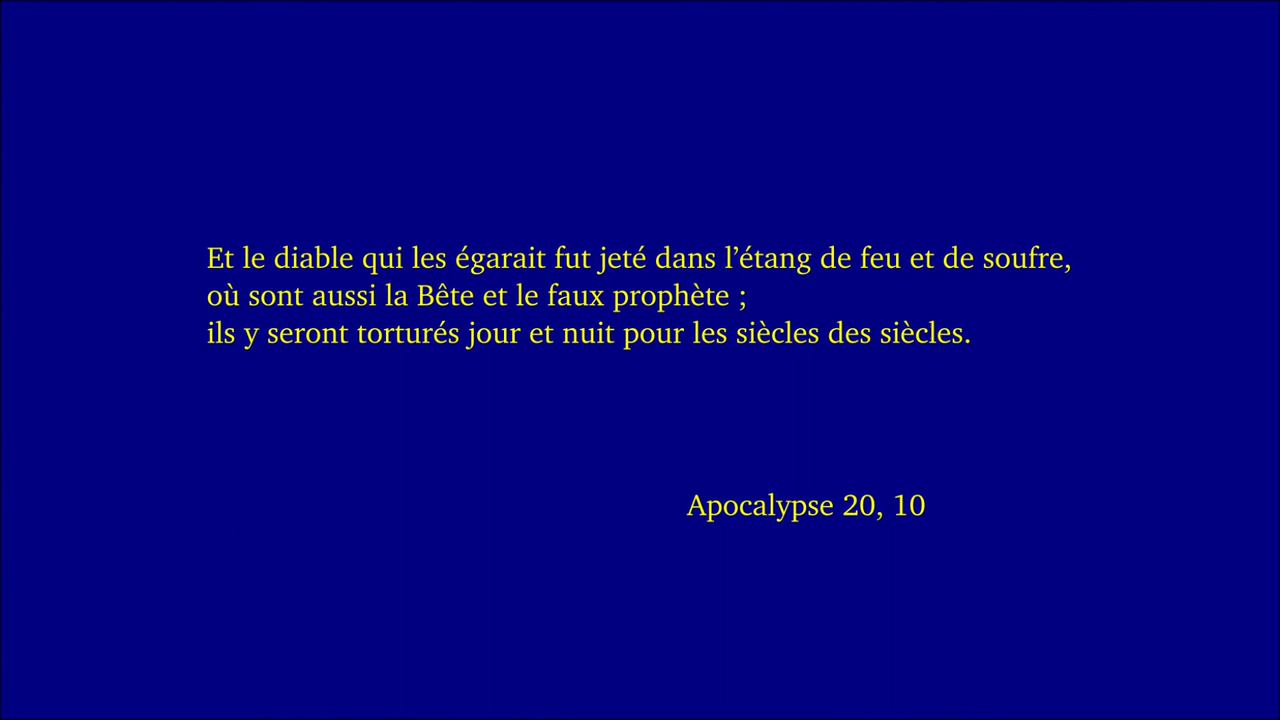 Et le diable qui les égarait fut jeté dans l’étang de feu et de soufre,
où sont aussi la Bête et le faux prophète ;
ils y seront torturés jour et nuit pour les siècles des siècles.
Apocalypse 20, 10